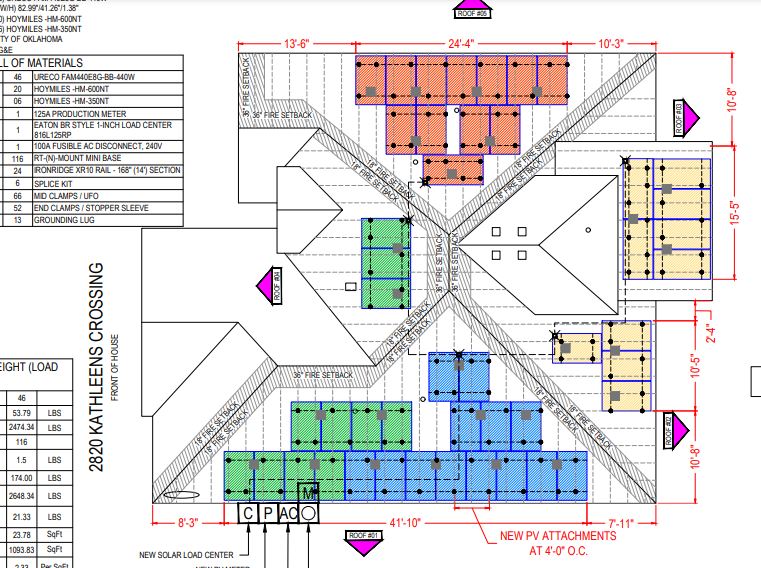 W/H) 82.99"/41.26"/1.38"
) HOYMILES -HM-600NT
) HOYMILES -HM-350NT
TY OF OKLAHOMA
G&E
LL OF MATERIALS
46 URECO FAM440E8G-BB-440W
20 HOYMILES -HM-600NT
06 HOYMILES -HM-350NT
1 125A PRODUCTION METER
1 EATON BR STYLE 1-INCH LOAD CENTER
816L125RP
1 100A FUSIBLE AC DISCONNECT, 240V
116 RT-(N)-MOUNT MINI BASE
24 IRONRIDGE XR10 RAIL - 168" (14') SECTION
6 SPLICE KIT
66 MID CLAMPS / UFO
52 END CLAMPS / STOPPER SLEEVE
13 GROUNDING LUG
EIGHT (LOAD
46
53.79 LBS
2474.34 LBS
116
1.5 LBS
174.00 LBS
2648.34 LBS
21.33 LBS
23.78 SqFt
1093.83 SqFt
2.33 Per SqFt
2820 KATHLEENS CROSSING
FRONT OF HOUSE
ROOF #05
13'-6"
24'-4"
10'-3"
36" FIRE SETBACK
36" FIRE SETBACK
18" FIRE SETBACK
18" FIRE SETBACK
18" FIRE SETBACK
18" FIRE SETBACK
10'-8"
ROOF #03
15'-5"
36" FIRE SETBACK
36" FIRE SETBACK
ROOF #04
2'-4"
18" FIRE SETBACK
18" FIRE SETBACK
18" FIRE SETBACK
18" FIRE SETBACK
10'-5"
36" FIRE SETBACK
18" FIRE SETBACK
18" FIRE SETBACK
ROOF #02
10'-8"
M
C P AC
8'-3"
41'-10"
7'-11"
ROOF #01
NEW PV ATTACHMENTS
AT 4'-0" O.C.
NEW SOLAR LOAD CENTER